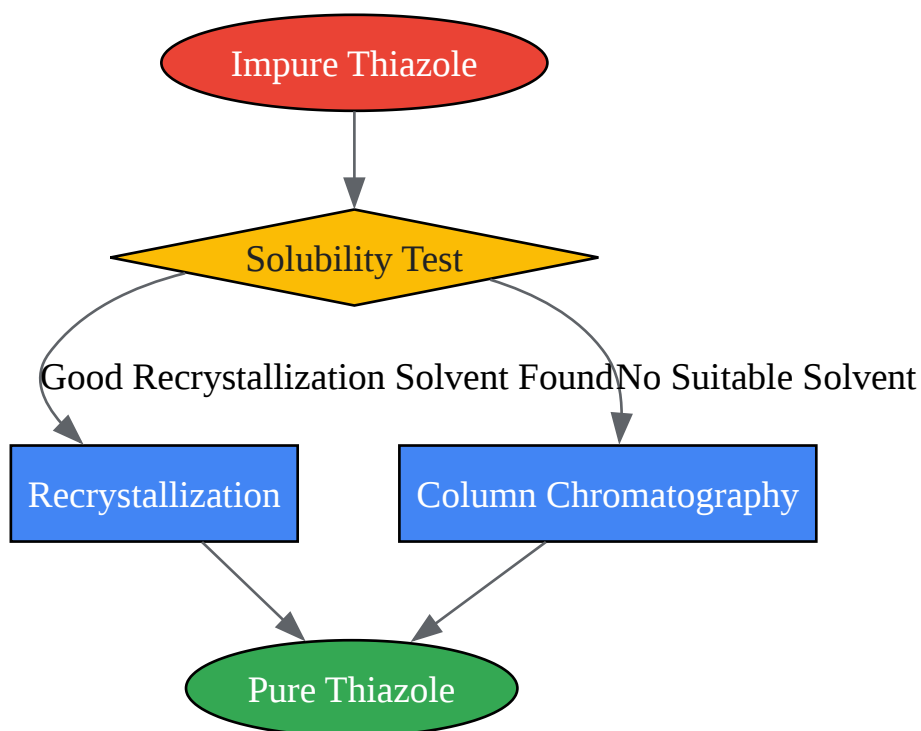 Impure Thiazole
Solubility Test
Good Recrystallization Solvent Found
No Suitable Solvent
Recrystallization
Column Chromatography
Pure Thiazole